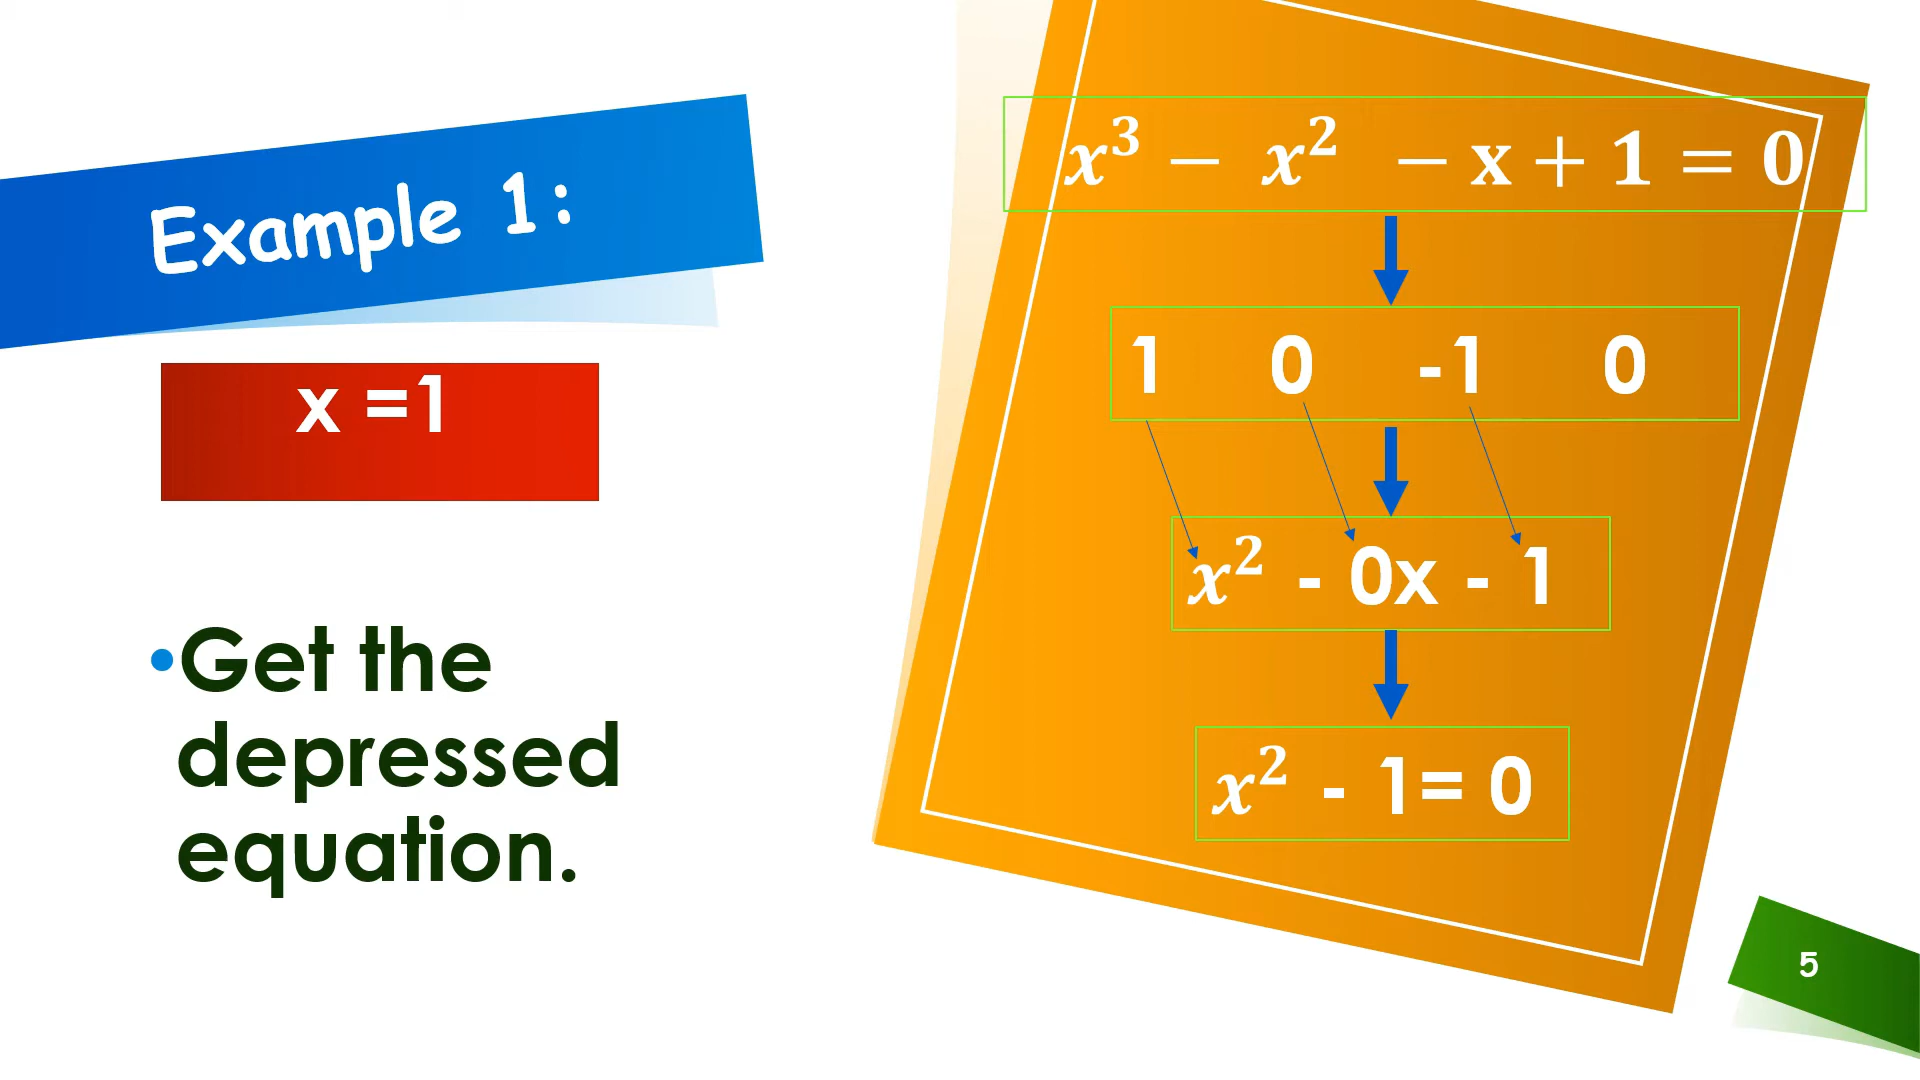 Example 1:
x =1
•Get the
depressed
equation.
x³ − x² − x + 1 = 0
1 0 -1 0
x² - 0x - 1
x² - 1= 0
5